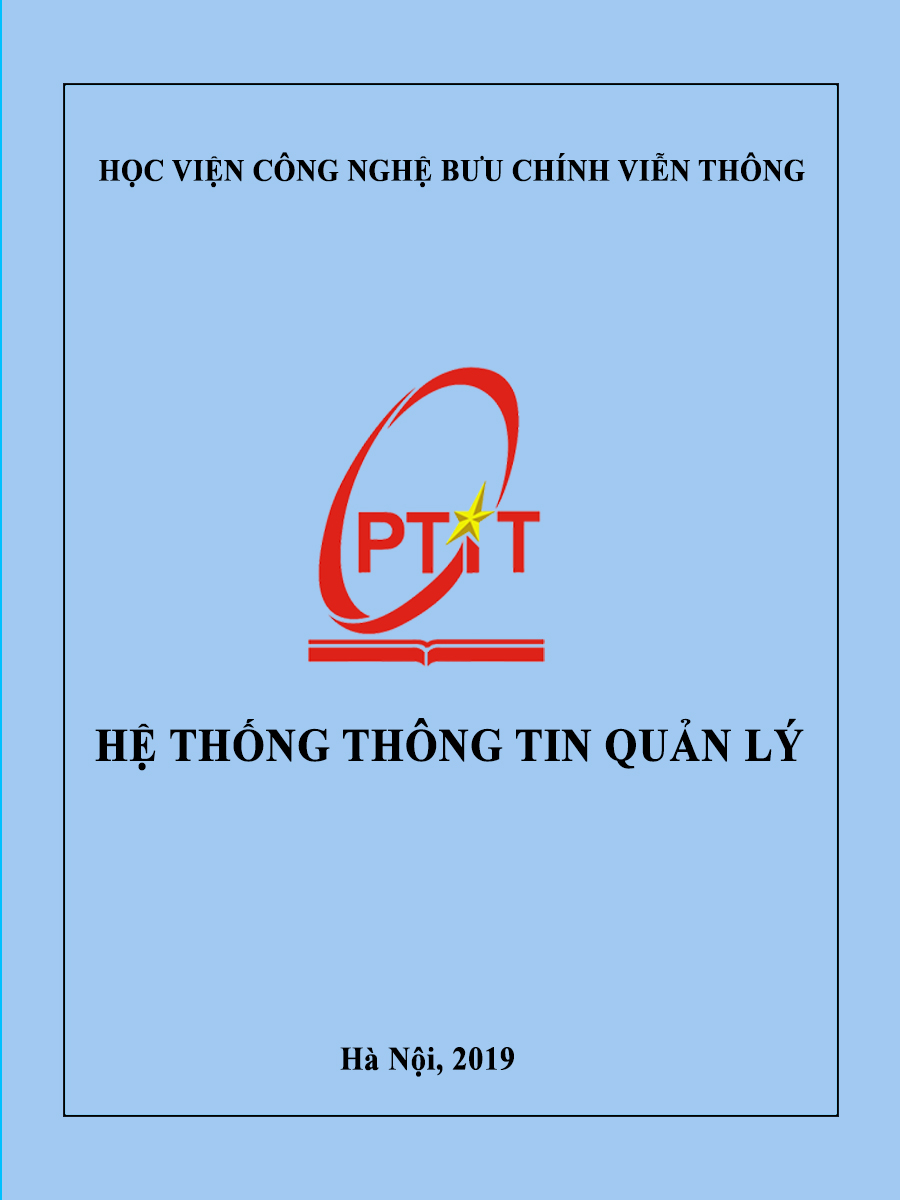 HỌC VIỆN CÔNG NGHỆ BƯU CHÍNH VIỄN THÔNG
PTIT
HỆ THỐNG THÔNG TIN QUẢN LÝ
Hà Nội, 2019